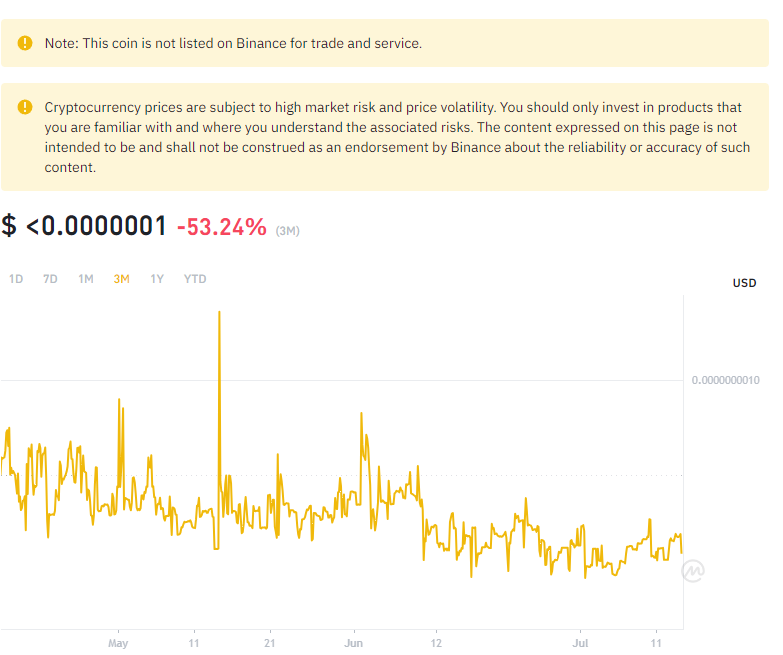 Note: This coin is not listed on Binance for trade and service.
Cryptocurrency prices are subject to high market risk and price volatility. You should only invest in products that
you are familiar with and where you understand the associated risks. The content expressed on this page is not
intended to be and shall not be construed as an endorsement by Binance about the reliability or accuracy of such
content.
$ <0.0000001 -53.24% (3M)
1D 7D 1M 3M 1Y YTD
USD
0.0000000010
May 11 21 Jun 12 Jul 11